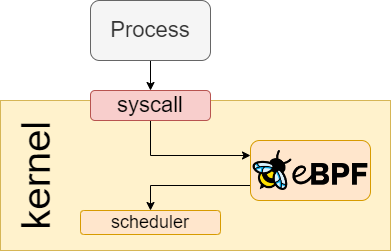 Process
syscall
kernel
eBPF
scheduler